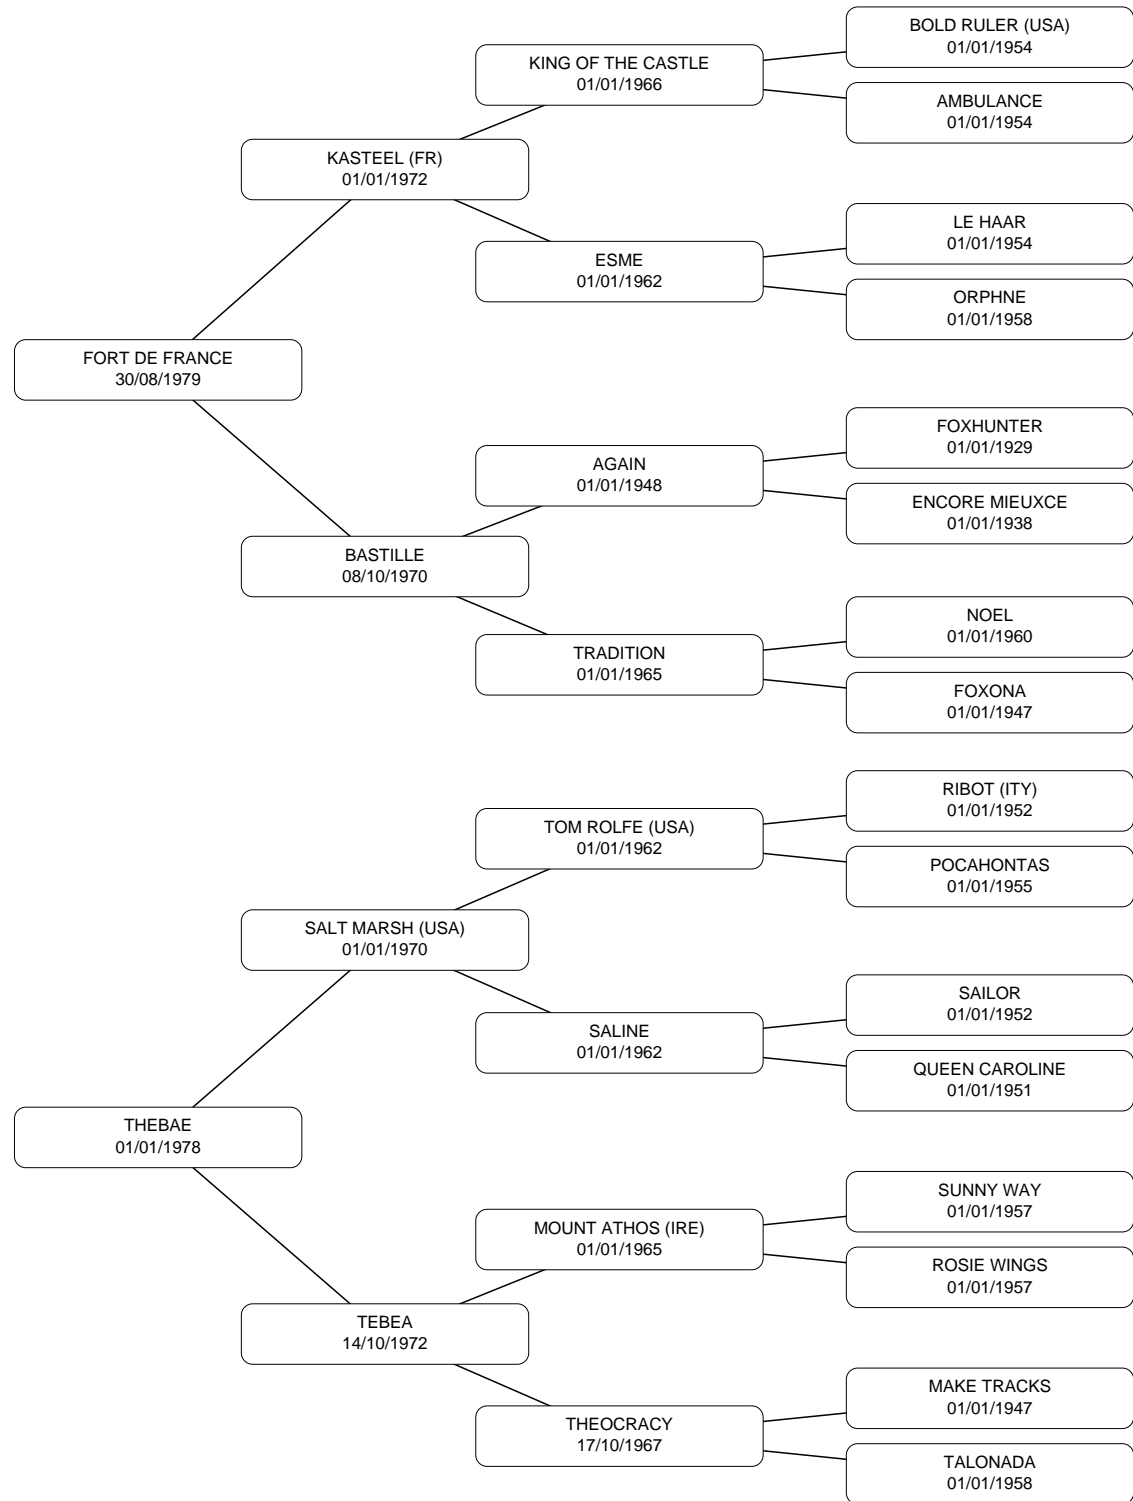 BOLD RULER (USA)
01/01/1954
KING OF THE CASTLE
01/01/1966
AMBULANCE
01/01/1954
KASTEEL (FR)
01/01/1972
LE HAAR
01/01/1954
ESME
01/01/1962
ORPHNE
01/01/1958
FORT DE FRANCE
30/08/1979
FOXHUNTER
01/01/1929
AGAIN
01/01/1948
ENCORE MIEUXCE
01/01/1938
BASTILLE
08/10/1970
NOEL
01/01/1960
TRADITION
01/01/1965
FOXONA
01/01/1947
RIBOT (ITY)
01/01/1952
TOM ROLFE (USA)
01/01/1962
POCAHONTAS
01/01/1955
SALT MARSH (USA)
01/01/1970
SAILOR
01/01/1952
SALINE
01/01/1962
QUEEN CAROLINE
01/01/1951
THEBAE
01/01/1978
SUNNY WAY
01/01/1957
MOUNT ATHOS (IRE)
01/01/1965
ROSIE WINGS
01/01/1957
TEBEA
14/10/1972
MAKE TRACKS
01/01/1947
THEOCRACY
17/10/1967
TALONADA
01/01/1958